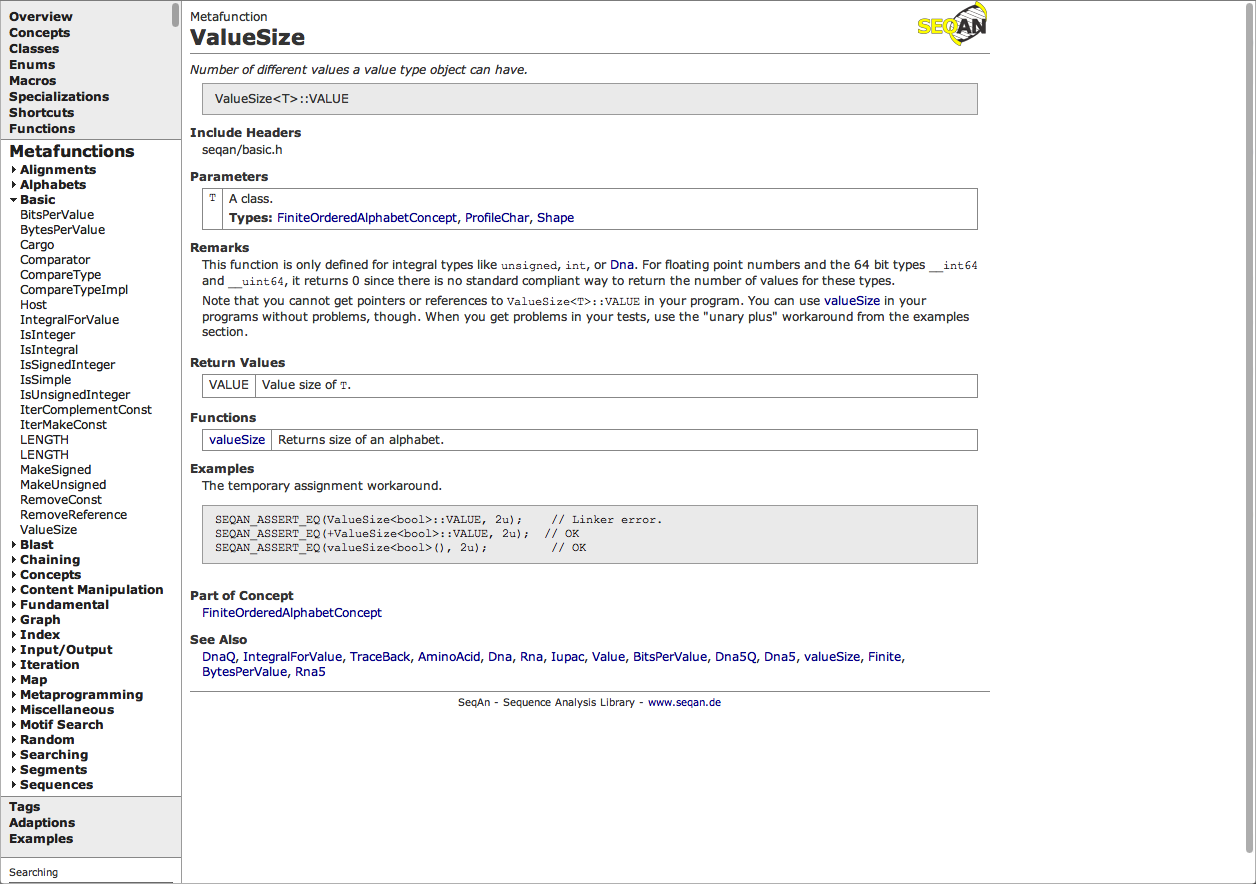 Overview
Concepts
Classes
Enums
Macros
Specializations
Shortcuts
Functions
Metafunctions
Alignments
Alphabets
Basic
BitsPerValue
BytesPerValue
Cargo
Comparator
CompareType
CompareTypeImpl
Host
IntegralForValue
IsInteger
IsIntegral
IsSignedInteger
IsSimple
IsUnsignedInteger
IterComplementConst
IterMakeConst
LENGTH
LENGTH
MakeSigned
MakeUnsigned
RemoveConst
RemoveReference
ValueSize
Blast
Chaining
Concepts
Content Manipulation
Fundamental
Graph
Index
Input/Output
Iteration
Map
Metaprogramming
Miscellaneous
Motif Search
Random
Searching
Segments
Sequences
Tags
Adaptions
Examples
Searching
Metafunction
ValueSize
SEQAN
Number of different values a value type object can have.
ValueSize<T>::VALUE
Include Headers
seqan/basic.h
Parameters
T A class.
Types: FiniteOrderedAlphabetConcept, ProfileChar, Shape
Remarks
This function is only defined for integral types like unsigned, int, or Dna. For floating point numbers and the 64 bit types __int64
and __uint64, it returns 0 since there is no standard compliant way to return the number of values for these types.
Note that you cannot get pointers or references to ValueSize<T>::VALUE in your program. You can use valueSize in your
programs without problems, though. When you get problems in your tests, use the "unary plus" workaround from the examples
section.
Return Values
VALUE Value size of T.
Functions
valueSize Returns size of an alphabet.
Examples
The temporary assignment workaround.
SEQAN_ASSERT_EQ(ValueSize<bool>::VALUE, 2u);    // Linker error.
SEQAN_ASSERT_EQ(+ValueSize<bool>::VALUE, 2u);  // OK
SEQAN_ASSERT_EQ(valueSize<bool>(), 2u);         // OK
Part of Concept
FiniteOrderedAlphabetConcept
See Also
DnaQ, IntegralForValue, TraceBack, AminoAcid, Dna, Rna, Iupac, Value, BitsPerValue, Dna5Q, Dna5, valueSize, Finite,
BytesPerValue, Rna5
SeqAn - Sequence Analysis Library - www.seqan.de